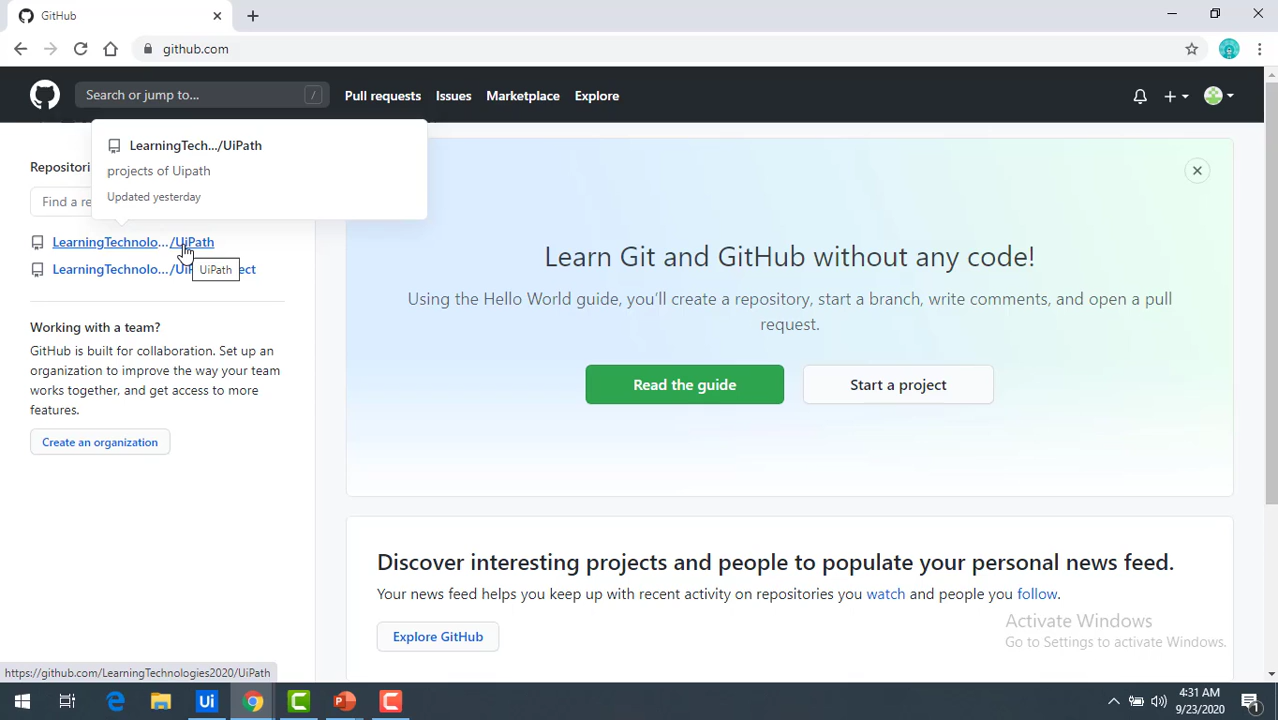 GitHub
github.com
Search or jump to...
/
Pull requests
Issues
Marketplace
Explore
LearningTech.../UiPath
projects of Uipath
Updated yesterday
Repositori
Find a re
LearningTechnolo.../UiPath
UiPath
LearningTechnolo.../UiP ect
Working with a team?
GitHub is built for collaboration. Set up an
organization to improve the way your team
works together, and get access to more
features.
Create an organization
Learn Git and GitHub without any code!
Using the Hello World guide, you'll create a repository, start a branch, write comments, and open a pull
request.
Read the guide
Start a project
Discover interesting projects and people to populate your personal news feed.
Your news feed helps you keep up with recent activity on repositories you watch and people you follow.
Explore GitHub
Activate Windows
Go to Settings to activate Windows.
https://github.com/LearningTechnologies2020/UiPath
Ui
4:31 AM
9/23/2020
1